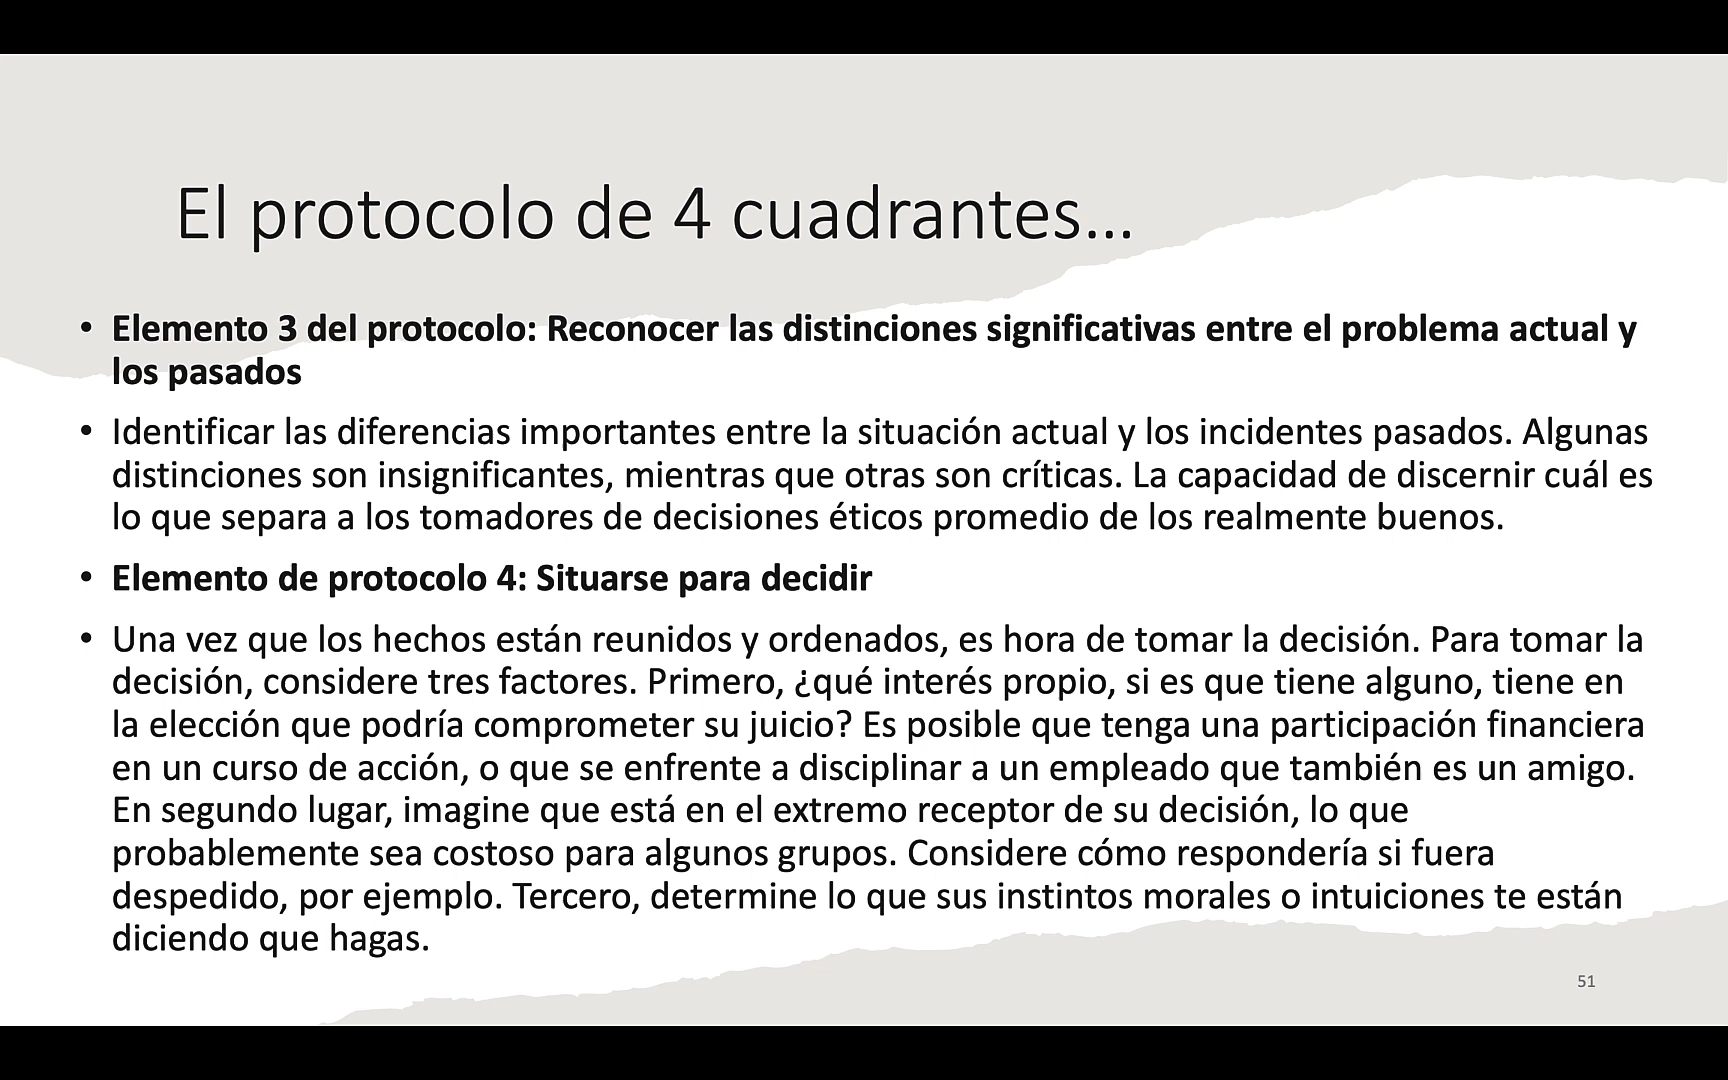 El protocolo de 4 cuadrantes…
• Elemento 3 del protocolo: Reconocer las distinciones significativas entre el problema actual y
los pasados
• Identificar las diferencias importantes entre la situación actual y los incidentes pasados. Algunas
distinciones son insignificantes, mientras que otras son críticas. La capacidad de discernir cuál es
lo que separa a los tomadores de decisiones éticos promedio de los realmente buenos.
• Elemento de protocolo 4: Situarse para decidir
• Una vez que los hechos están reunidos y ordenados, es hora de tomar la decisión. Para tomar la
decisión, considere tres factores. Primero, ¿qué interés propio, si es que tiene alguno, tiene en
la elección que podría comprometer su juicio? Es posible que tenga una participación financiera
en un curso de acción, o que se enfrente a disciplinar a un empleado que también es un amigo.
En segundo lugar, imagine que está en el extremo receptor de su decisión, lo que
probablemente sea costoso para algunos grupos. Considere cómo respondería si fuera
despedido, por ejemplo. Tercero, determine lo que sus instintos morales o intuiciones te están
diciendo que hagas.
51